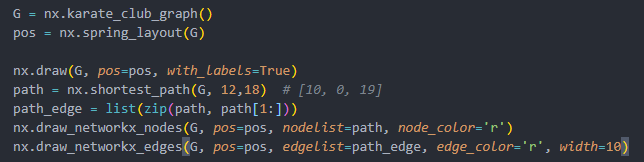 G = nx.karate_club_graph()
pos = nx.spring_layout(G)
nx.draw(G, pos=pos, with_labels=True)
path = nx.shortest_path(G, 12,18)  # [10, 0, 19]
path_edge = list(zip(path, path[1:]))
nx.draw_networkx_nodes(G, pos=pos, nodelist=path, node_color='r')
nx.draw_networkx_edges(G, pos=pos, edgelist=path_edge, edge_color='r', width=10)